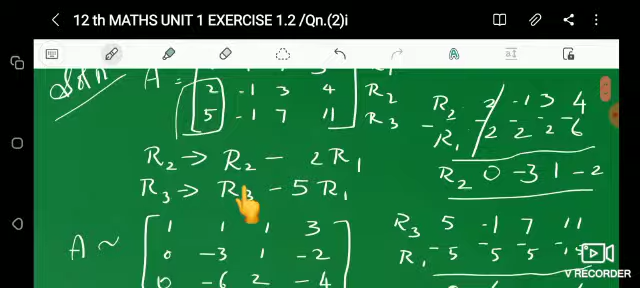 12 th MATHS UNIT 1 EXERCISE 1.2 /Qn.(2)i
Soln A = 3
2 -1 3 4 R2
5 -1 7 11 R3
R2 → R2 - 2R1
R3 → R3 - 5R1
A ~ 1 1 1 3
0 -3 1 -2
0 -6 2 -4
R2 2 -1 3 4
-R1 -2 -2 -2 -6
R2 0 -3 1 -2
R3 5 -1 7 11
R1 -5 -5 -5
V RECORDER